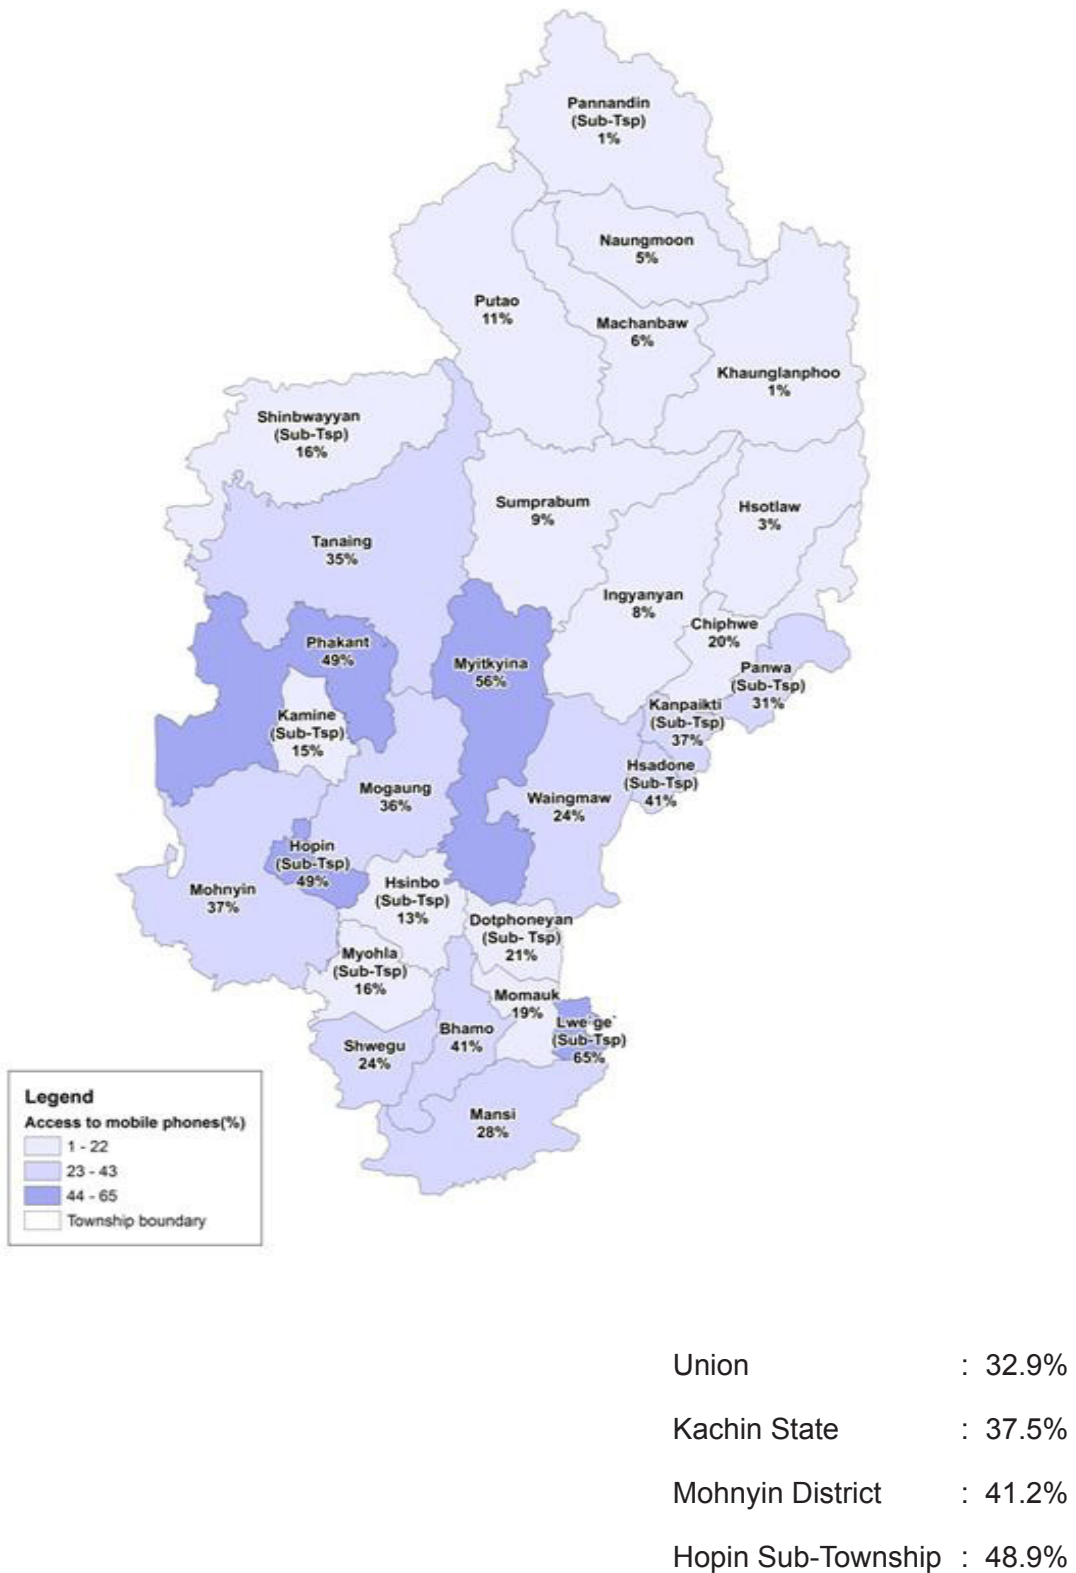 Pannandin
(Sub-Tsp)
1%
Naungmoon
5%
Putao
11%
Machanbaw
6%
Khaunglanphoo
1%
Shinbwayyan
(Sub-Tsp)
16%
Sumprabum
9%
Hsotlaw
3%
Tanaing
35%
Ingyanyan
8%
Chiphwe
20%
Phakant
49%
Myitkyina
56%
Panwa
(Sub-Tsp)
31%
Kanpaikti
(Sub-Tsp)
37%
Kamine
(Sub-Tsp)
15%
Hsadone
(Sub-Tsp)
41%
Mogaung
36%
Waingmaw
24%
Hopin
(Sub-Tsp)
49%
Mohnyin
37%
Hsinbo
(Sub-Tsp)
13%
Dotphoneyan
(Sub- Tsp)
21%
Myohla
(Sub-Tsp)
16%
Momauk
19%
Lwe`ge`
(Sub-Tsp)
65%
Bhamo
41%
Shwegu
24%
Mansi
28%
Legend
Access to mobile phones(%)
1 - 22
23 - 43
44 - 65
Township boundary
Union : 32.9%
Kachin State : 37.5%
Mohnyin District : 41.2%
Hopin Sub-Township : 48.9%